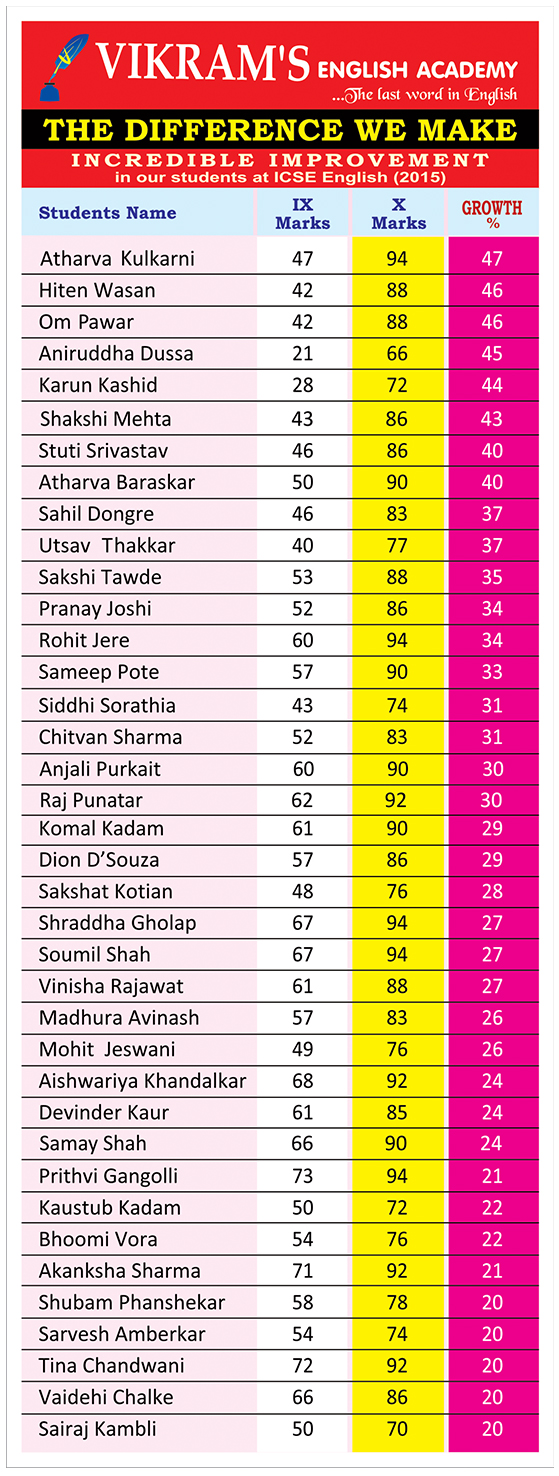 VIKRAM'S ENGLISH ACADEMY
...The last word in English
THE DIFFERENCE WE MAKE
INCREDIBLE IMPROVEMENT
in our students at ICSE English (2015)
Students Name IX Marks X Marks GROWTH %
Atharva Kulkarni 47 94 47
Hiten Wasan 42 88 46
Om Pawar 42 88 46
Aniruddha Dussa 21 66 45
Karun Kashid 28 72 44
Shakshi Mehta 43 86 43
Stuti Srivastav 46 86 40
Atharva Baraskar 50 90 40
Sahil Dongre 46 83 37
Utsav Thakkar 40 77 37
Sakshi Tawde 53 88 35
Pranay Joshi 52 86 34
Rohit Jere 60 94 34
Sameep Pote 57 90 33
Siddhi Sorathia 43 74 31
Chitvan Sharma 52 83 31
Anjali Purkait 60 90 30
Raj Punatar 62 92 30
Komal Kadam 61 90 29
Dion D’Souza 57 86 29
Sakshat Kotian 48 76 28
Shraddha Gholap 67 94 27
Soumil Shah 67 94 27
Vinisha Rajawat 61 88 27
Madhura Avinash 57 83 26
Mohit Jeswani 49 76 26
Aishwariya Khandalkar 68 92 24
Devinder Kaur 61 85 24
Samay Shah 66 90 24
Prithvi Gangolli 73 94 21
Kaustub Kadam 50 72 22
Bhoomi Vora 54 76 22
Akanksha Sharma 71 92 21
Shubam Phanshekar 58 78 20
Sarvesh Amberkar 54 74 20
Tina Chandwani 72 92 20
Vaidehi Chalke 66 86 20
Sairaj Kambli 50 70 20